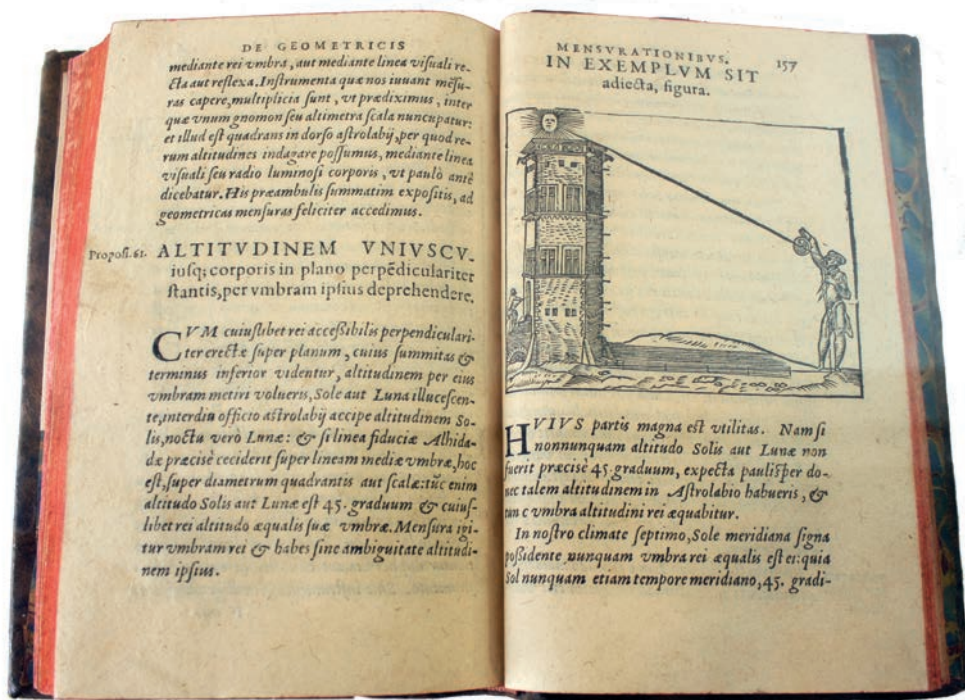 DE GEOMETRICIS
mediante rei vmbra, aut mediante linea visuali re-
cta aut reflexa. Instrumenta quæ nos iuuant mẽsu-
ras capere, multiplicia sunt, vt prædiximus, inter
quæ vnum gnomon seu altimetra scala nuncupatur:
et illud est quadrans in dorso astrolabij, per quod re-
rum altitudines indagare possumus, mediante linea
visuali seu radio luminosi corporis, vt paulò antè
dicebatur. His præambulis summatim expositis, ad
geometricas mensuras feliciter accedimus.
Proposi. 61. ALTITVDINEM VNIVSCV-
iusq; corporis in plano perpẽdiculariter
stantis, per vmbram ipsius deprehendere.
CVM cuiuslibet rei accessibilis perpendiculari-
ter erectæ super planum, cuius summitas &
terminus inferior videntur, altitudinem per eius
vmbram metiri volueris, Sole aut Luna illucescen-
te, interdiu officio astrolabij accipe altitudinem So-
lis, noctu verò Lunæ: & si linea fiduciæ Alhida-
dæ præcisè ceciderit super lineam mediæ vmbræ, hoc
est, super diametrum quadrantis aut scalæ: tũc enim
altitudo Solis aut Lunæ est 45. graduum & cuius-
libet rei altitudo æqualis suæ vmbræ. Mensura igi-
tur vmbram rei & habes sine ambiguitate altitudi-
nem ipsius.
MENSVRATIONIBVS. 157
IN EXEMPLVM SIT
adiecta, figura.
HVIVS partis magna est vtilitas. Nam si
nonnunquam altitudo Solis aut Lunæ non
fuerit præcisè 45. graduum, expecta paulisper do-
nec talem altitudinem in Astrolabio habueris, &
tunc vmbra altitudini rei æquabitur.
In nostro climate septimo, Sole meridiana signa
possidente nunquam vmbra rei æqualis est ei: quia
Sol nunquam etiam tempore meridiano, 45. gradi-